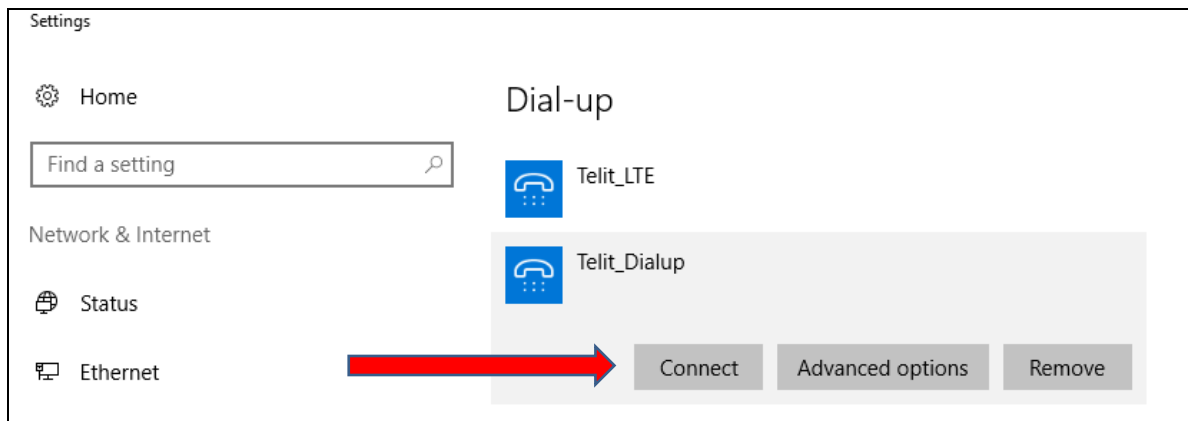 Settings
Home
Find a setting
Network & Internet
Status
Ethernet
Dial-up
Telit_LTE
Telit_Dialup
Connect
Advanced options
Remove